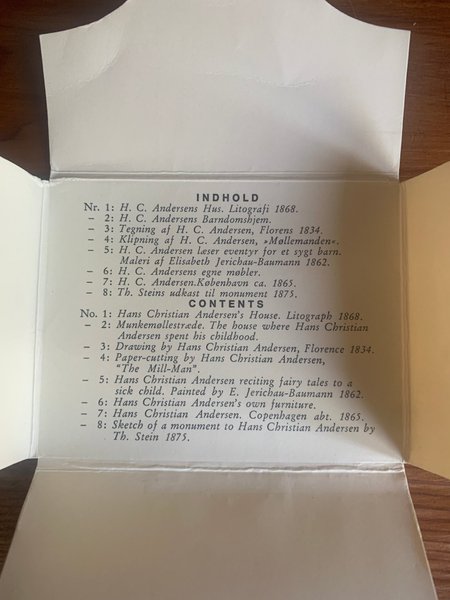 INDHOLD
Nr. 1: H. C. Andersens Hus. Litografi 1868.
– 2: H. C. Andersens Barndomshjem.
– 3: Tegning af H. C. Andersen, Florens 1834.
– 4: Klipning af H. C. Andersen, »Møllemanden«.
– 5: H. C. Andersen læser eventyr for et sygt barn.
Maleri af Elisabeth Jerichau-Baumann 1862.
– 6: H. C. Andersens egne møbler.
– 7: H. C. Andersen.København ca. 1865.
– 8: Th. Steins udkast til monument 1875.
CONTENTS
No. 1: Hans Christian Andersen's House. Litograph 1868.
– 2: Munkemøllestræde. The house where Hans Christian
Andersen spent his childhood.
– 3: Drawing by Hans Christian Andersen, Florence 1834.
– 4: Paper-cutting by Hans Christian Andersen,
"The Mill-Man".
– 5: Hans Christian Andersen reciting fairy tales to a
sick child. Painted by E. Jerichau-Baumann 1862.
– 6: Hans Christian Andersen's own furniture.
– 7: Hans Christian Andersen. Copenhagen abt. 1865.
– 8: Sketch of a monument to Hans Christian Andersen by
Th. Stein 1875.